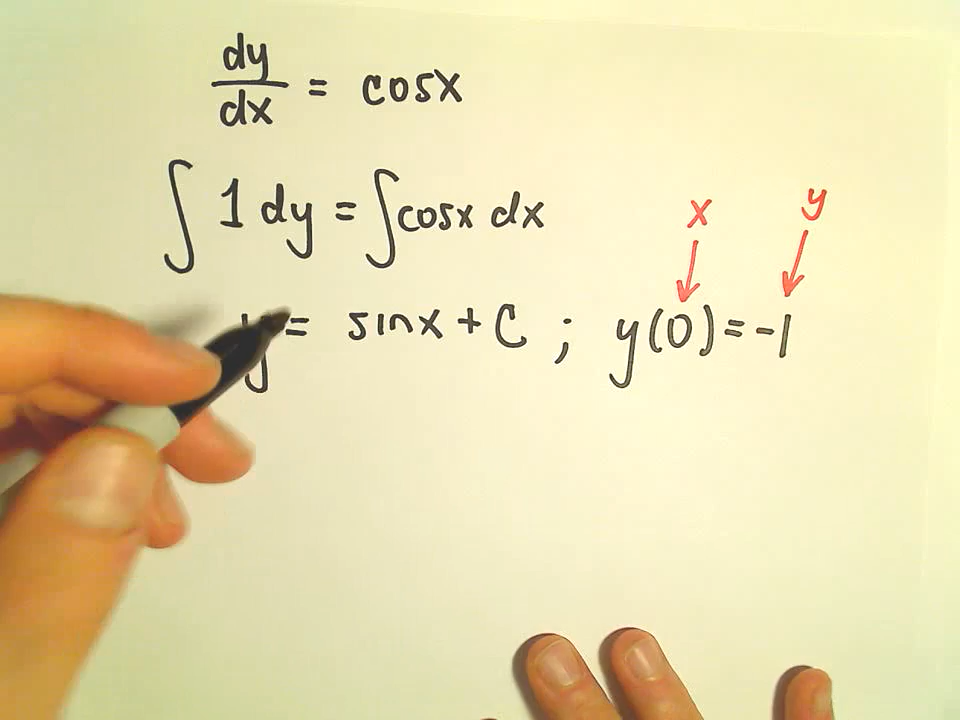 dy/dx = cosx
∫ 1 dy = ∫cosx dx
x y
y = sinx + C ; y(0) = -1